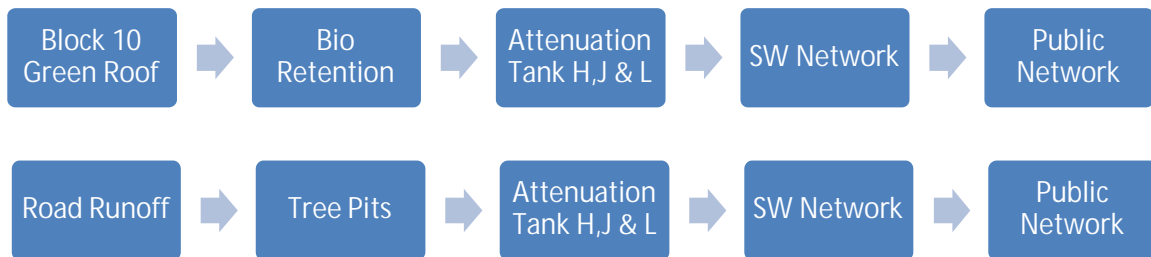 Block 10
Green Roof
Bio
Retention
Attenuation
Tank H,J & L
SW Network
Public
Network
Road Runoff
Tree Pits
Attenuation
Tank H,J & L
SW Network
Public
Network